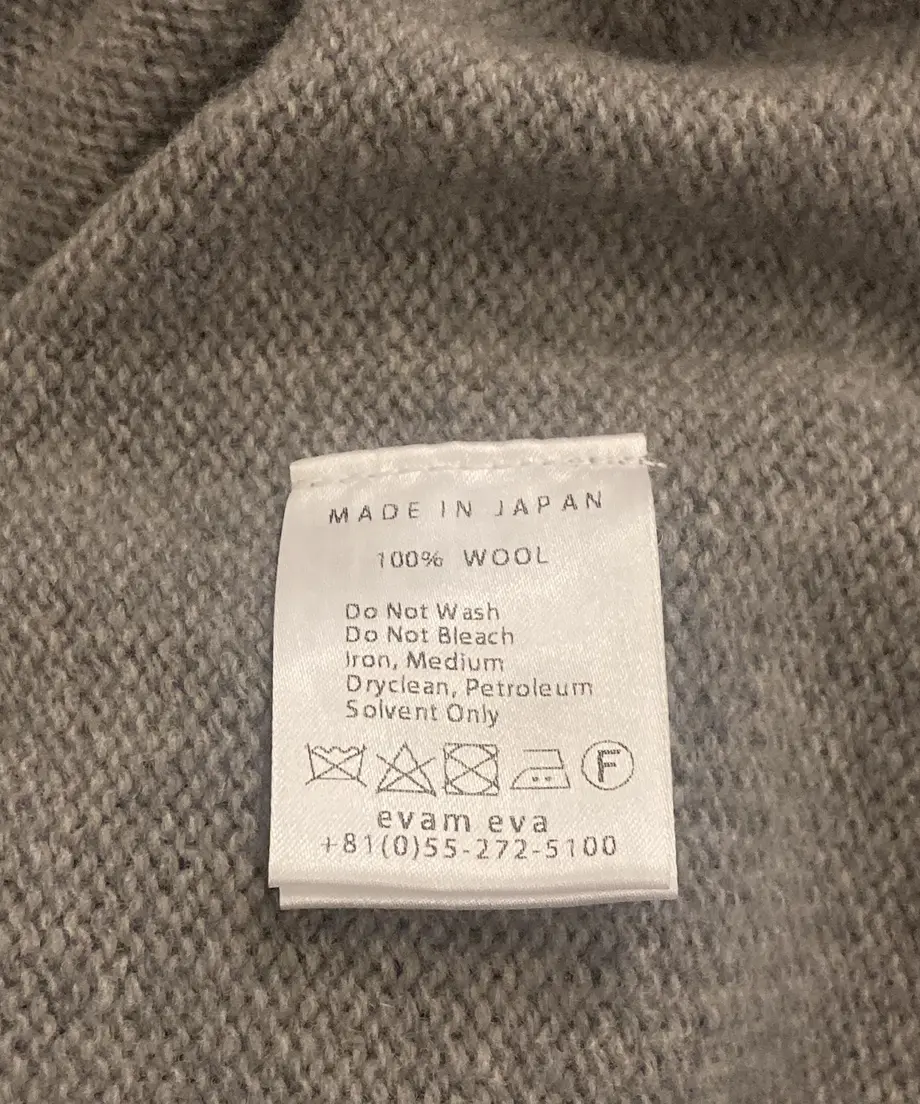 MADE IN JAPAN
100% WOOL
Do Not Wash
Do Not Bleach
Iron, Medium
Dryclean, Petroleum
Solvent Only
F
evam eva
+81(0)55-272-5100